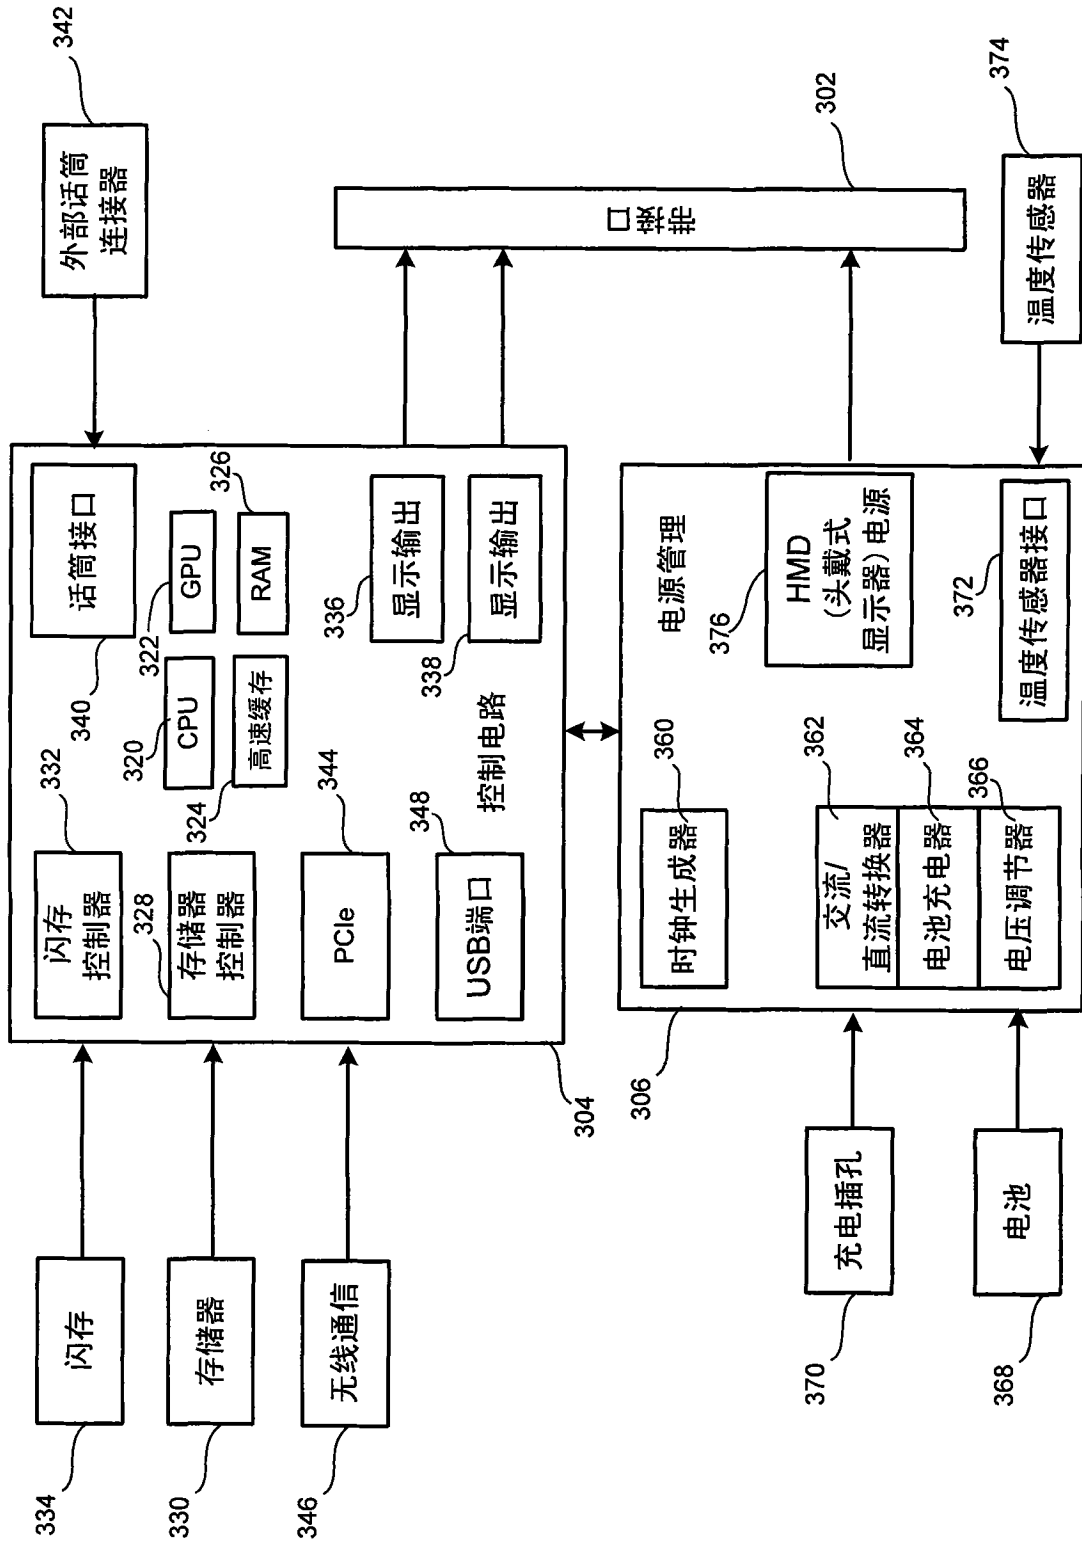 334
闪存
闪存
控制器
332
340
话筒接口
外部话筒
连接器
342
330
存储器
328
存储器
控制器
320
CPU
322
GPU
324
高速缓存
326
RAM
346
无线通信
PCIe
344
336
显示输出
USB端口
348
338
显示输出
控制电路
304
带接口
302
306
时钟生成器
360
电源管理
370
充电插孔
交流/
直流转换器
362
376
HMD
(头戴式
显示器)电源
电池充电器
364
368
电池
电压调节器
366
372
温度传感器接口
温度传感器
374